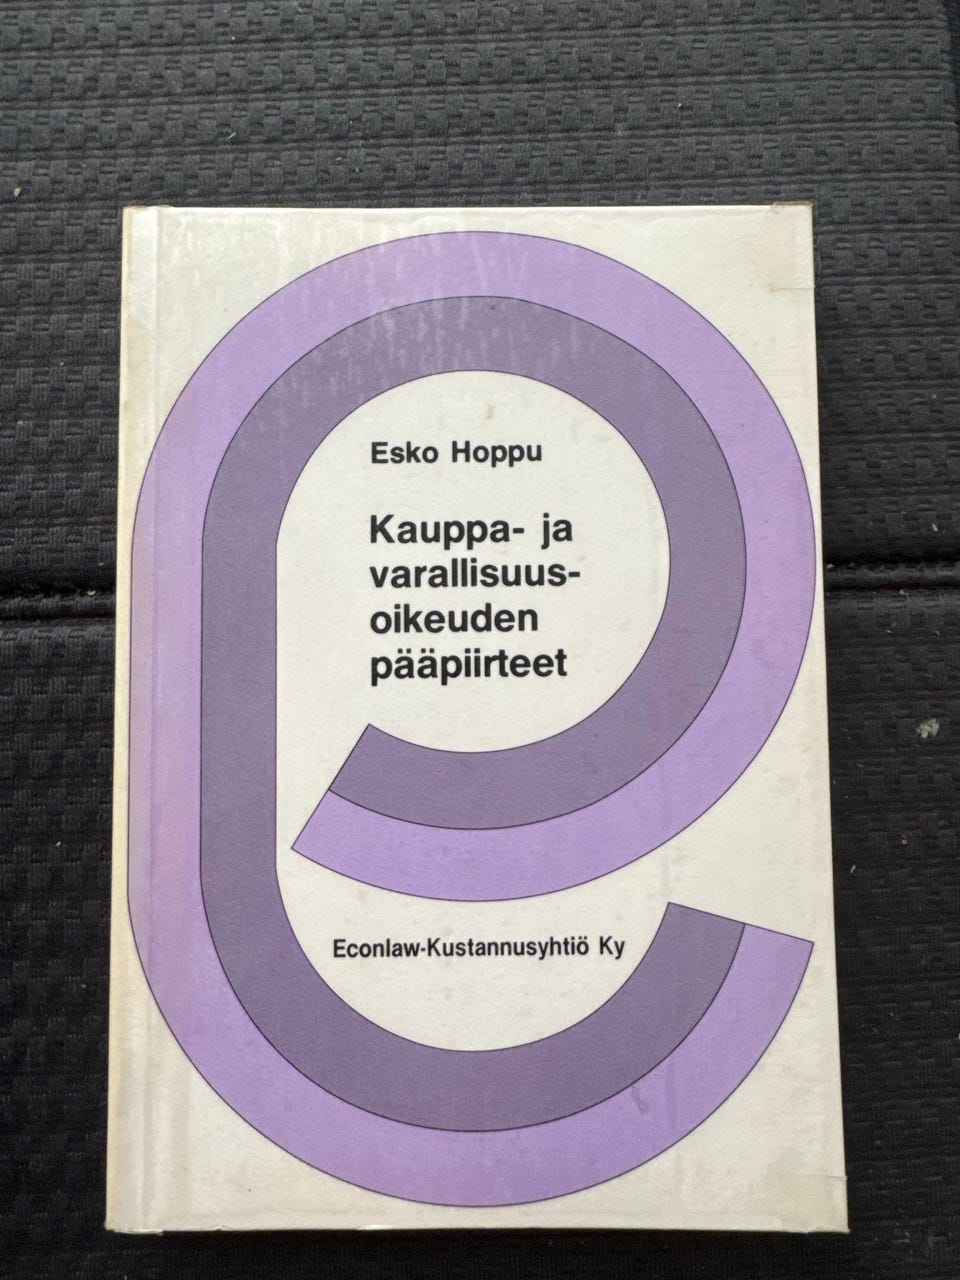 Esko Hoppu
Kauppa- ja
varallisuus-
oikeuden
pääpiirteet
Econlaw-Kustannusyhtiö Ky